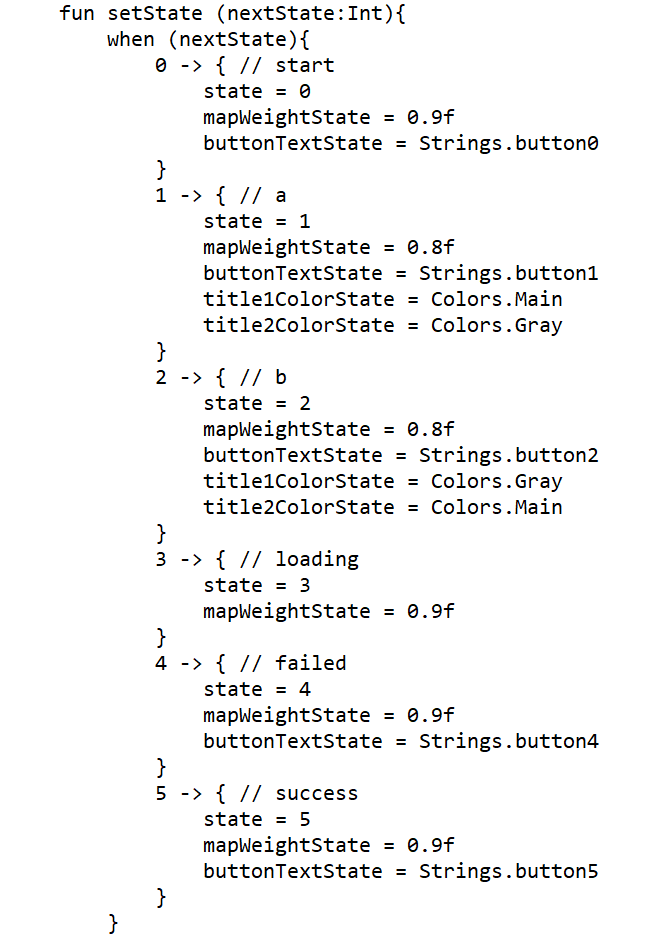 fun setState (nextState:Int){
when (nextState){
0 -> { // start
state = 0
mapWeightState = 0.9f
buttonTextState = Strings.button0
}
1 -> { // a
state = 1
mapWeightState = 0.8f
buttonTextState = Strings.button1
title1ColorState = Colors.Main
title2ColorState = Colors.Gray
}
2 -> { // b
state = 2
mapWeightState = 0.8f
buttonTextState = Strings.button2
title1ColorState = Colors.Gray
title2ColorState = Colors.Main
}
3 -> { // loading
state = 3
mapWeightState = 0.9f
}
4 -> { // failed
state = 4
mapWeightState = 0.9f
buttonTextState = Strings.button4
}
5 -> { // success
state = 5
mapWeightState = 0.9f
buttonTextState = Strings.button5
}
}